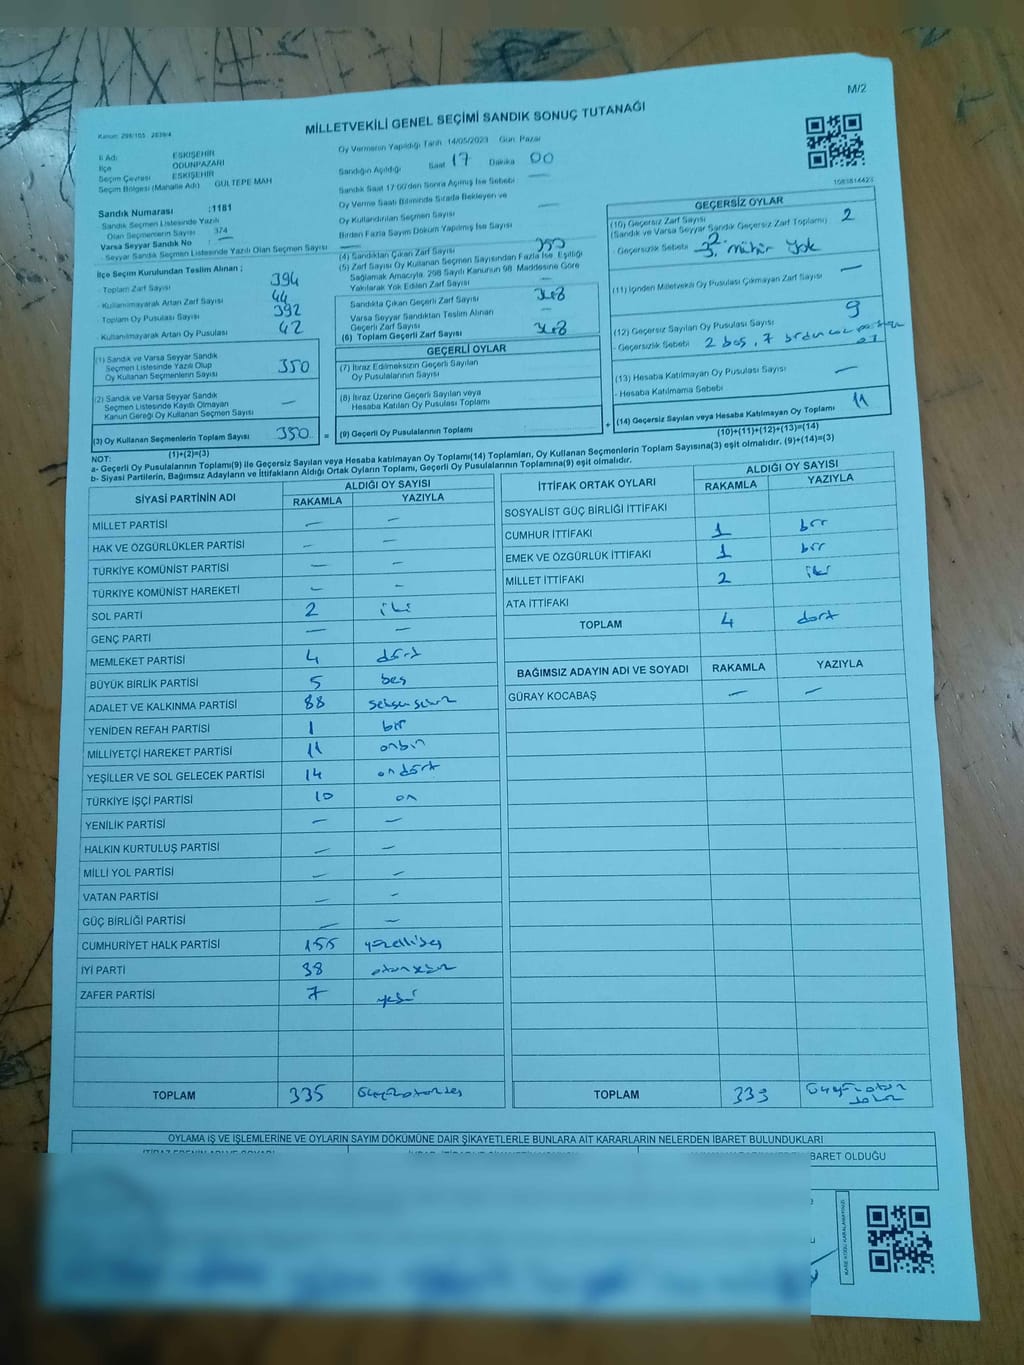 M/2
MİLLETVEKİLİ GENEL SEÇİMİ SANDIK SONUÇ TUTANAĞI
Kanun: 298/105 - 2839/4
İl Adı ESKİŞEHİR
İlçe ODUNPAZARI
Seçim Çevresi ESKİŞEHİR
Seçim Bölgesi (Mahalle Adı) GÜLTEPE MAH
Sandık Numarası :1181
Sandık Seçmen Listesinde Yazılı
Olan Seçmenlerin Sayısı 374
Varsa Seyyar Sandık No : —
- Seyyar Sandık Seçmen Listesinde Yazılı Olan Seçmen Sayısı —
İlçe Seçim Kurulundan Teslim Alınan ;
- Toplam Zarf Sayısı 394
- Kullanılmayarak Artan Zarf Sayısı 44
- Toplam Oy Pusulası Sayısı 392
- Kullanılmayarak Artan Oy Pusulası 42
(1) Sandık ve Varsa Seyyar Sandık
Seçmen Listesinde Yazılı Olup
Oy Kullanan Seçmenlerin Sayısı 350
(2) Sandık ve Varsa Seyyar Sandık
Seçmen Listesinde Kayıtlı Olmayan
Kanun Gereği Oy Kullanan Seçmen Sayısı —
(3) Oy Kullanan Seçmenlerin Toplam Sayısı 350
(1)+(2)=(3)
Oy Vermenin Yapıldığı Tarih 14/05/2023 Gün Pazar
Sandığın Açıldığı Saat 17 Dakika 00
Sandık Saat 17:00'den Sonra Açılmış İse Sebebi —
Oy Verme Saati Bitiminde Sırada Bekleyen ve
Oy Kullandırılan Seçmen Sayısı —
Birden Fazla Sayım Döküm Yapılmış İse Sayısı
(4) Sandıktan Çıkan Zarf Sayısı
(5) Zarf Sayısı Oy Kullanan Seçmen Sayısından Fazla İse, Eşitliği
Sağlamak Amacıyla, 298 Sayılı Kanunun 98. Maddesine Göre
Yakılarak Yok Edilen Zarf Sayısı —
Sandıkta Çıkan Geçerli Zarf Sayısı 348
Varsa Seyyar Sandıktan Teslim Alınan
Geçerli Zarf Sayısı —
(6) Toplam Geçerli Zarf Sayısı 348
GEÇERLİ OYLAR
(7) İtiraz Edilmeksizin Geçerli Sayılan
Oy Pusulalarının Sayısı
(8) İtiraz Üzerine Geçerli Sayılan veya
Hesaba Katılan Oy Pusulası Toplamı
= (9) Geçerli Oy Pusulalarının Toplamı +
1083814423
GEÇERSİZ OYLAR
(10) Geçersiz Zarf Sayısı
(Sandık ve Varsa Seyyar Sandık Geçersiz Zarf Toplamı) 2
- Geçersizlik Sebebi mühür yok
(11) İçinden Milletvekili Oy Pusulası Çıkmayan Zarf Sayısı —
(12) Geçersiz Sayılan Oy Pusulası Sayısı 9
- Geçersizlik Sebebi 2 boş, 7
(13) Hesaba Katılmayan Oy Pusulası Sayısı —
- Hesaba Katılmama Sebebi
(14) Geçersiz Sayılan veya Hesaba Katılmayan Oy Toplamı 11
(10)+(11)+(12)+(13)=(14)
NOT:
a- Geçerli Oy Pusulalarının Toplamı(9) ile Geçersiz Sayılan veya Hesaba Katılmayan Oy Toplamı(14) Toplamları, Oy Kullanan Seçmenlerin Toplam Sayısına(3) eşit olmalıdır. (9)+(14)=(3)
b- Siyasi Partilerin, Bağımsız Adayların ve İttifakların Aldığı Ortak Oyların Toplamı, Geçerli Oy Pusulalarının Toplamına(9) eşit olmalıdır.
SİYASİ PARTİNİN ADI ALDIĞI OY SAYISI
RAKAMLA YAZIYLA
MİLLET PARTİSİ — —
HAK VE ÖZGÜRLÜKLER PARTİSİ — —
TÜRKİYE KOMÜNİST PARTİSİ — —
TÜRKİYE KOMÜNİST HAREKETİ — —
SOL PARTİ 2 iki
GENÇ PARTİ — —
MEMLEKET PARTİSİ 4 dört
BÜYÜK BİRLİK PARTİSİ 5 beş
ADALET VE KALKINMA PARTİSİ 88 seksen sekiz
YENİDEN REFAH PARTİSİ 1 bir
MİLLİYETÇİ HAREKET PARTİSİ 11 onbir
YEŞİLLER VE SOL GELECEK PARTİSİ 14 ondört
TÜRKİYE İŞÇİ PARTİSİ 10 on
YENİLİK PARTİSİ — —
HALKIN KURTULUŞ PARTİSİ — —
MİLLİ YOL PARTİSİ — —
VATAN PARTİSİ — —
GÜÇ BİRLİĞİ PARTİSİ — —
CUMHURİYET HALK PARTİSİ 155 yüzellibeş
İYİ PARTİ 38 otuzsekiz
ZAFER PARTİSİ 7 yedi
TOPLAM 335 üçyüzotuzbeş
İTTİFAK ORTAK OYLARI ALDIĞI OY SAYISI
RAKAMLA YAZIYLA
SOSYALİST GÜÇ BİRLİĞİ İTTİFAKI
CUMHUR İTTİFAKI 1 bir
EMEK VE ÖZGÜRLÜK İTTİFAKI 1 bir
MİLLET İTTİFAKI 2 iki
ATA İTTİFAKI
TOPLAM 4 dört
BAĞIMSIZ ADAYIN ADI VE SOYADI RAKAMLA YAZIYLA
GÜRAY KOCABAŞ — —
TOPLAM 339 üçyüzotuz dokuz
OYLAMA İŞ VE İŞLEMLERİNE VE OYLARIN SAYIM DÖKÜMÜNE DAİR ŞİKAYETLERLE BUNLARA AİT KARARLARIN NELERDEN İBARET BULUNDUKLARI
BARET OLDUĞU